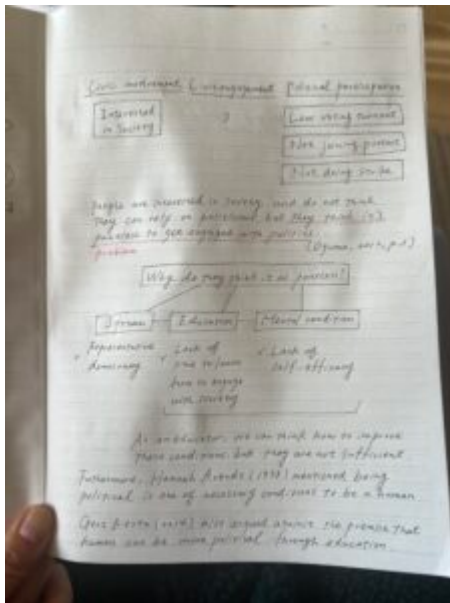 Civic involvement Civic engagement Political participation
Interested
in Society
?
Low voting turnout
Not joining protest
Not doing strike
People are interested in society and do not think
they can rely on politicians but they think it's
pointless to get engaged with politics.
problem
(Oguma, 2016, p.1)
Why do they think it as pointless?
System Education Mental condition
Representative
democracy
Lack of
time to learn
how to engage
with society
Lack of
self-efficacy
As an educator, we can think how to improve
these conditions, but they are not sufficient
Furthermore, Hannah Arendt (1958) mentioned being
political is one of necessary conditions to be a human.
Gert Biesta also argued against the premise that
human can be more political through education.